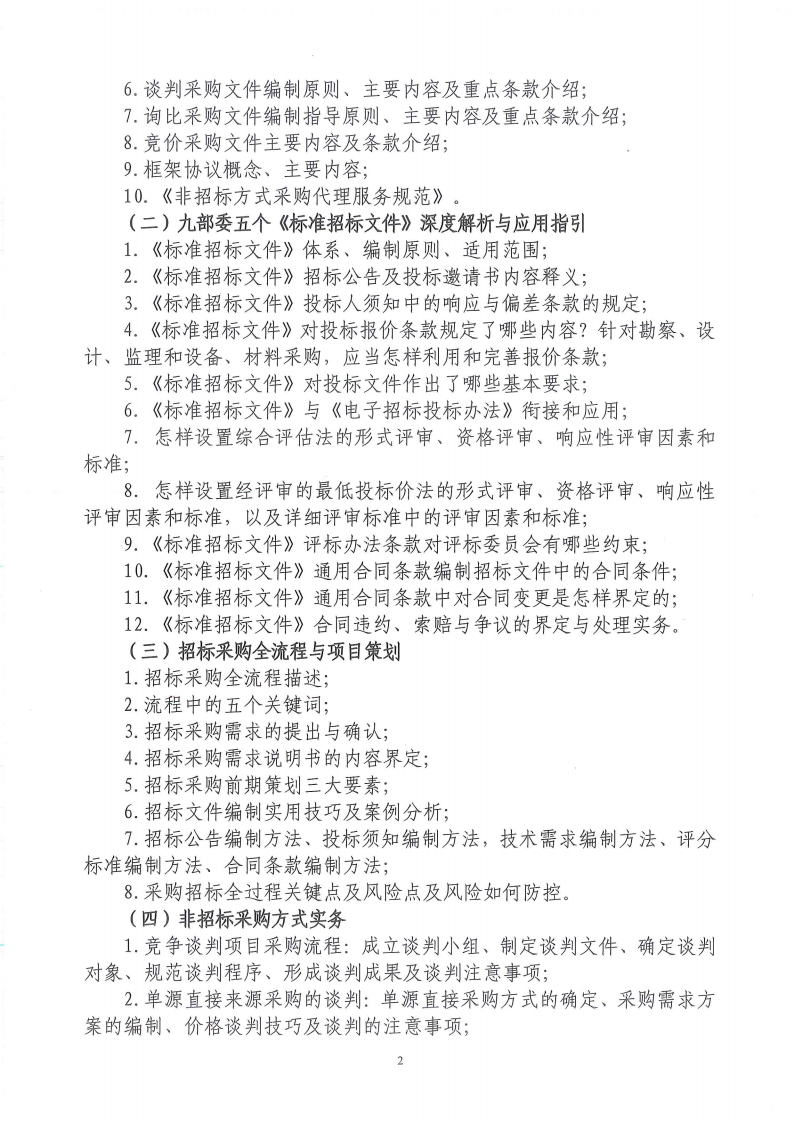 6.谈判采购文件编制原则、主要内容及重点条款介绍;
7.询比采购文件编制指导原则、主要内容及重点条款介绍;
8.竞价采购文件主要内容及条款介绍;
9.框架协议概念、主要内容;
10.《非招标方式采购代理服务规范》。
（二）九部委五个《标准招标文件》深度解析与应用指引
1.《标准招标文件》体系、编制原则、适用范围;
2.《标准招标文件》招标公告及投标邀请书内容释义;
3.《标准招标文件》投标人须知中的响应与偏差条款的规定;
4.《标准招标文件》对投标报价条款规定了哪些内容？针对勘察、设
计、监理和设备、材料采购，应当怎样利用和完善报价条款;
5.《标准招标文件》对投标文件作出了哪些基本要求;
6.《标准招标文件》与《电子招标投标办法》衔接和应用;
7. 怎样设置综合评估法的形式评审、资格评审、响应性评审因素和
标准;
8. 怎样设置经评审的最低投标价法的形式评审、资格评审、响应性
评审因素和标准，以及详细评审标准中的评审因素和标准;
9.《标准招标文件》评标办法条款对评标委员会有哪些约束;
10.《标准招标文件》通用合同条款编制招标文件中的合同条件;
11.《标准招标文件》通用合同条款中对合同变更是怎样界定的;
12.《标准招标文件》合同违约、索赔与争议的界定与处理实务。
（三）招标采购全流程与项目策划
1.招标采购全流程描述;
2.流程中的五个关键词;
3.招标采购需求的提出与确认;
4.招标采购需求说明书的内容界定;
5.招标采购前期策划三大要素;
6.招标文件编制实用技巧及案例分析;
7.招标公告编制方法、投标须知编制方法，技术需求编制方法、评分
标准编制方法、合同条款编制方法;
8.采购招标全过程关键点及风险点及风险如何防控。
（四）非招标采购方式实务
1.竞争谈判项目采购流程：成立谈判小组、制定谈判文件、确定谈判
对象、规范谈判程序、形成谈判成果及谈判注意事项;
2.单源直接来源采购的谈判：单源直接采购方式的确定、采购需求方
案的编制、价格谈判技巧及谈判的注意事项;
2